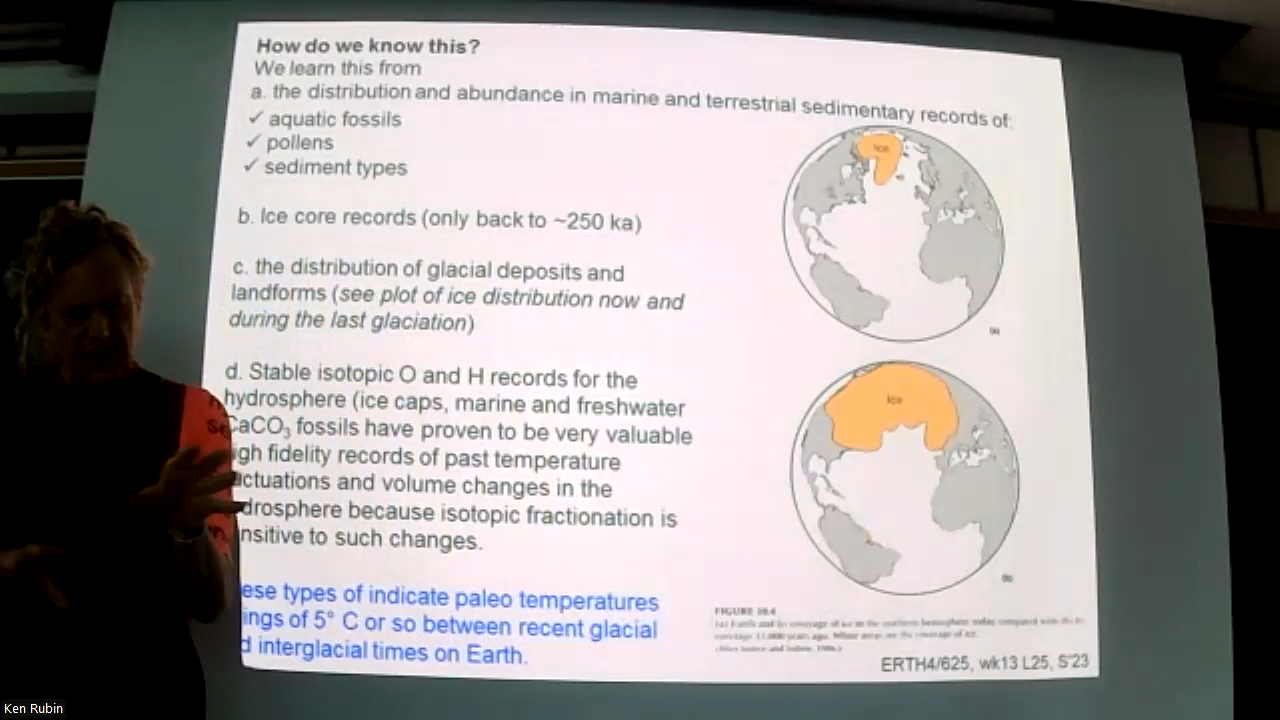 How do we know this?
We learn this from
a. the distribution and abundance in marine and terrestrial sedimentary records of:
✓ aquatic fossils
✓ pollens
✓ sediment types
b. Ice core records (only back to ~250 ka)
c. the distribution of glacial deposits and
landforms (see plot of ice distribution now and
during the last glaciation)
d. Stable isotopic O and H records for the
hydrosphere (ice caps, marine and freshwater
CaCO₃ fossils have proven to be very valuable
gh fidelity records of past temperature
actuations and volume changes in the
drosphere because isotopic fractionation is
nsitive to such changes.
ese types of indicate paleo temperatures
ings of 5° C or so between recent glacial
d interglacial times on Earth.
Ice
(a)
Ice
(b)
FIGURE
ERTH4/625, wk13 L25, S'23
Ken Rubin